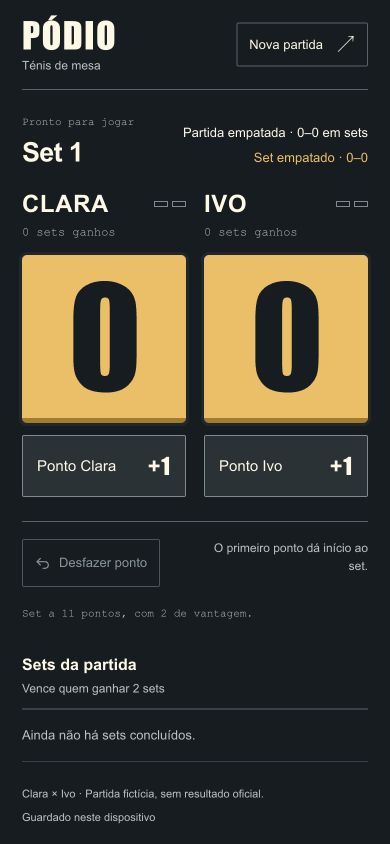 PÓDIO
Ténis de mesa
Nova partida
Pronto para jogar
Set 1
Partida empatada · 0–0 em sets
Set empatado · 0–0
CLARA
0 sets ganhos
IVO
0 sets ganhos
0
0
Ponto Clara +1
Ponto Ivo +1
Desfazer ponto
O primeiro ponto dá início ao
set.
Set a 11 pontos, com 2 de vantagem.
Sets da partida
Vence quem ganhar 2 sets
Ainda não há sets concluídos.
Clara × Ivo · Partida fictícia, sem resultado oficial.
Guardado neste dispositivo